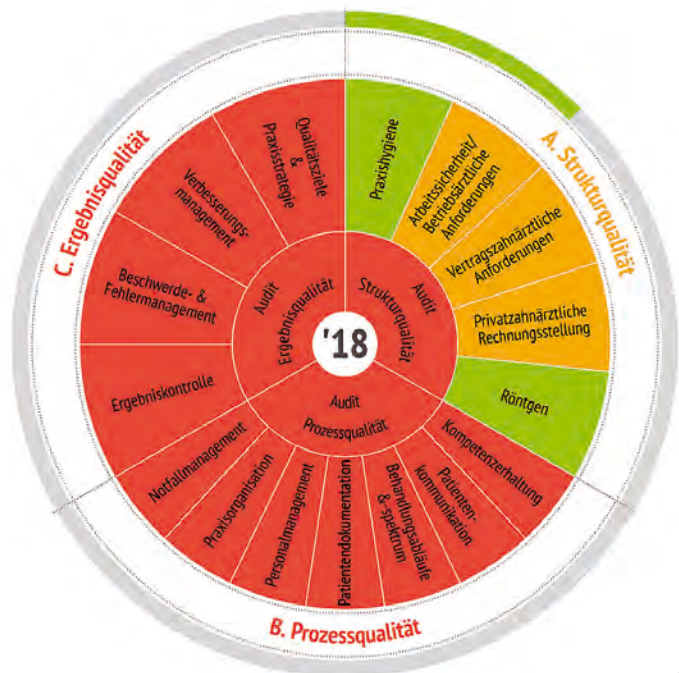 Praxishygiene
Arbeitssicherheit/
Betriebsärztliche
Anforderungen
Vertragszahnärztliche
Anforderungen
Privatzahnärztliche
Rechnungsstellung
Röntgen
A. Strukturqualität
Kompetenzerhaltung
Patienten-
kommunikation
Behandlungsabläufe
&-spektrum
Patientendokumentation
Personalmanagement
Praxisorganisation
Notfallmanagement
B. Prozessqualität
Ergebniskontrolle
Beschwerde- &
Fehlermanagement
Verbesserungs-
management
Qualitätsziele
&
Praxisstrategie
C. Ergebnisqualität
Audit
Strukturqualität
Audit
Prozessqualität
Audit
Ergebnisqualität
'18